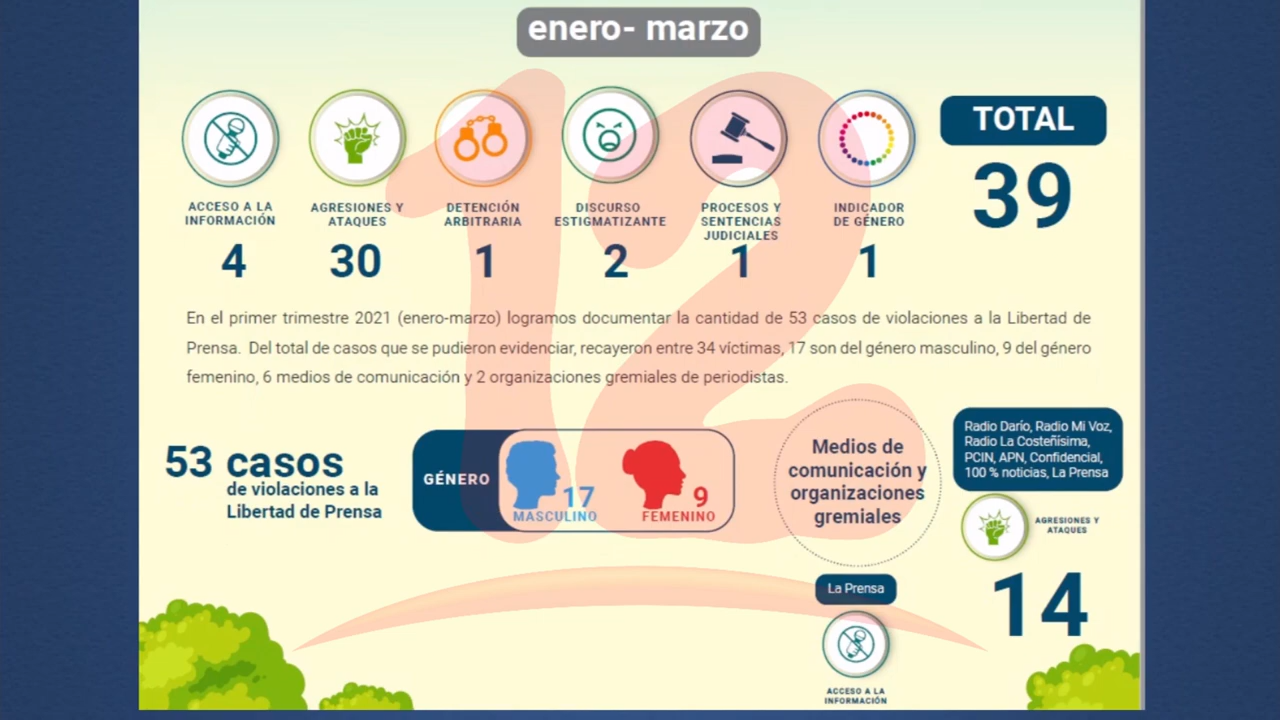 enero- marzo
ACCESO A LA
INFORMACIÓN
4
AGRESIONES Y
ATAQUES
30
DETENCIÓN
ARBITRARIA
1
DISCURSO
ESTIGMATIZANTE
2
PROCESOS Y
SENTENCIAS
JUDICIALES
1
INDICADOR
DE GÉNERO
1
TOTAL
39
En el primer trimestre 2021 (enero-marzo) logramos documentar la cantidad de 53 casos de violaciones a la Libertad de
Prensa. Del total de casos que se pudieron evidenciar, recayeron entre 34 víctimas, 17 son del género masculino, 9 del género
femenino, 6 medios de comunicación y 2 organizaciones gremiales de periodistas.
53 casos
de violaciones a la
Libertad de Prensa
GÉNERO
17
MASCULINO
9
FEMENINO
Medios de
comunicación y
organizaciones
gremiales
Radio Darío, Radio Mi Voz,
Radio La Costeñísima,
PCIN, APN, Confidencial,
100 % noticias, La Prensa
AGRESIONES Y
ATAQUES
14
La Prensa
ACCESO A LA
INFORMACIÓN
12